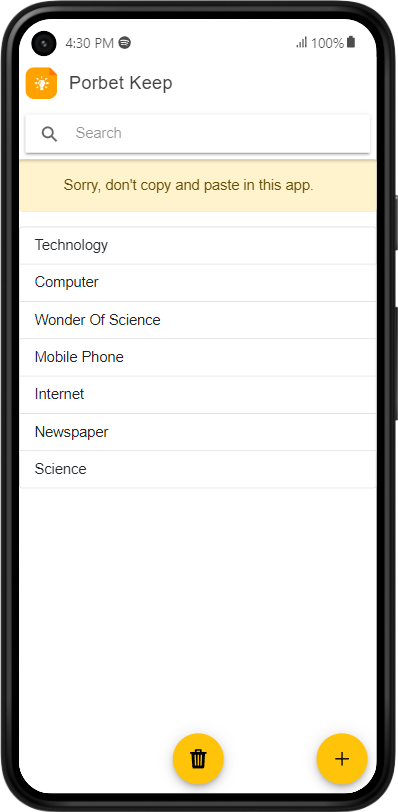 4:30 PM
100%
Porbet Keep
Search
Sorry, don't copy and paste in this app.
Technology
Computer
Wonder Of Science
Mobile Phone
Internet
Newspaper
Science